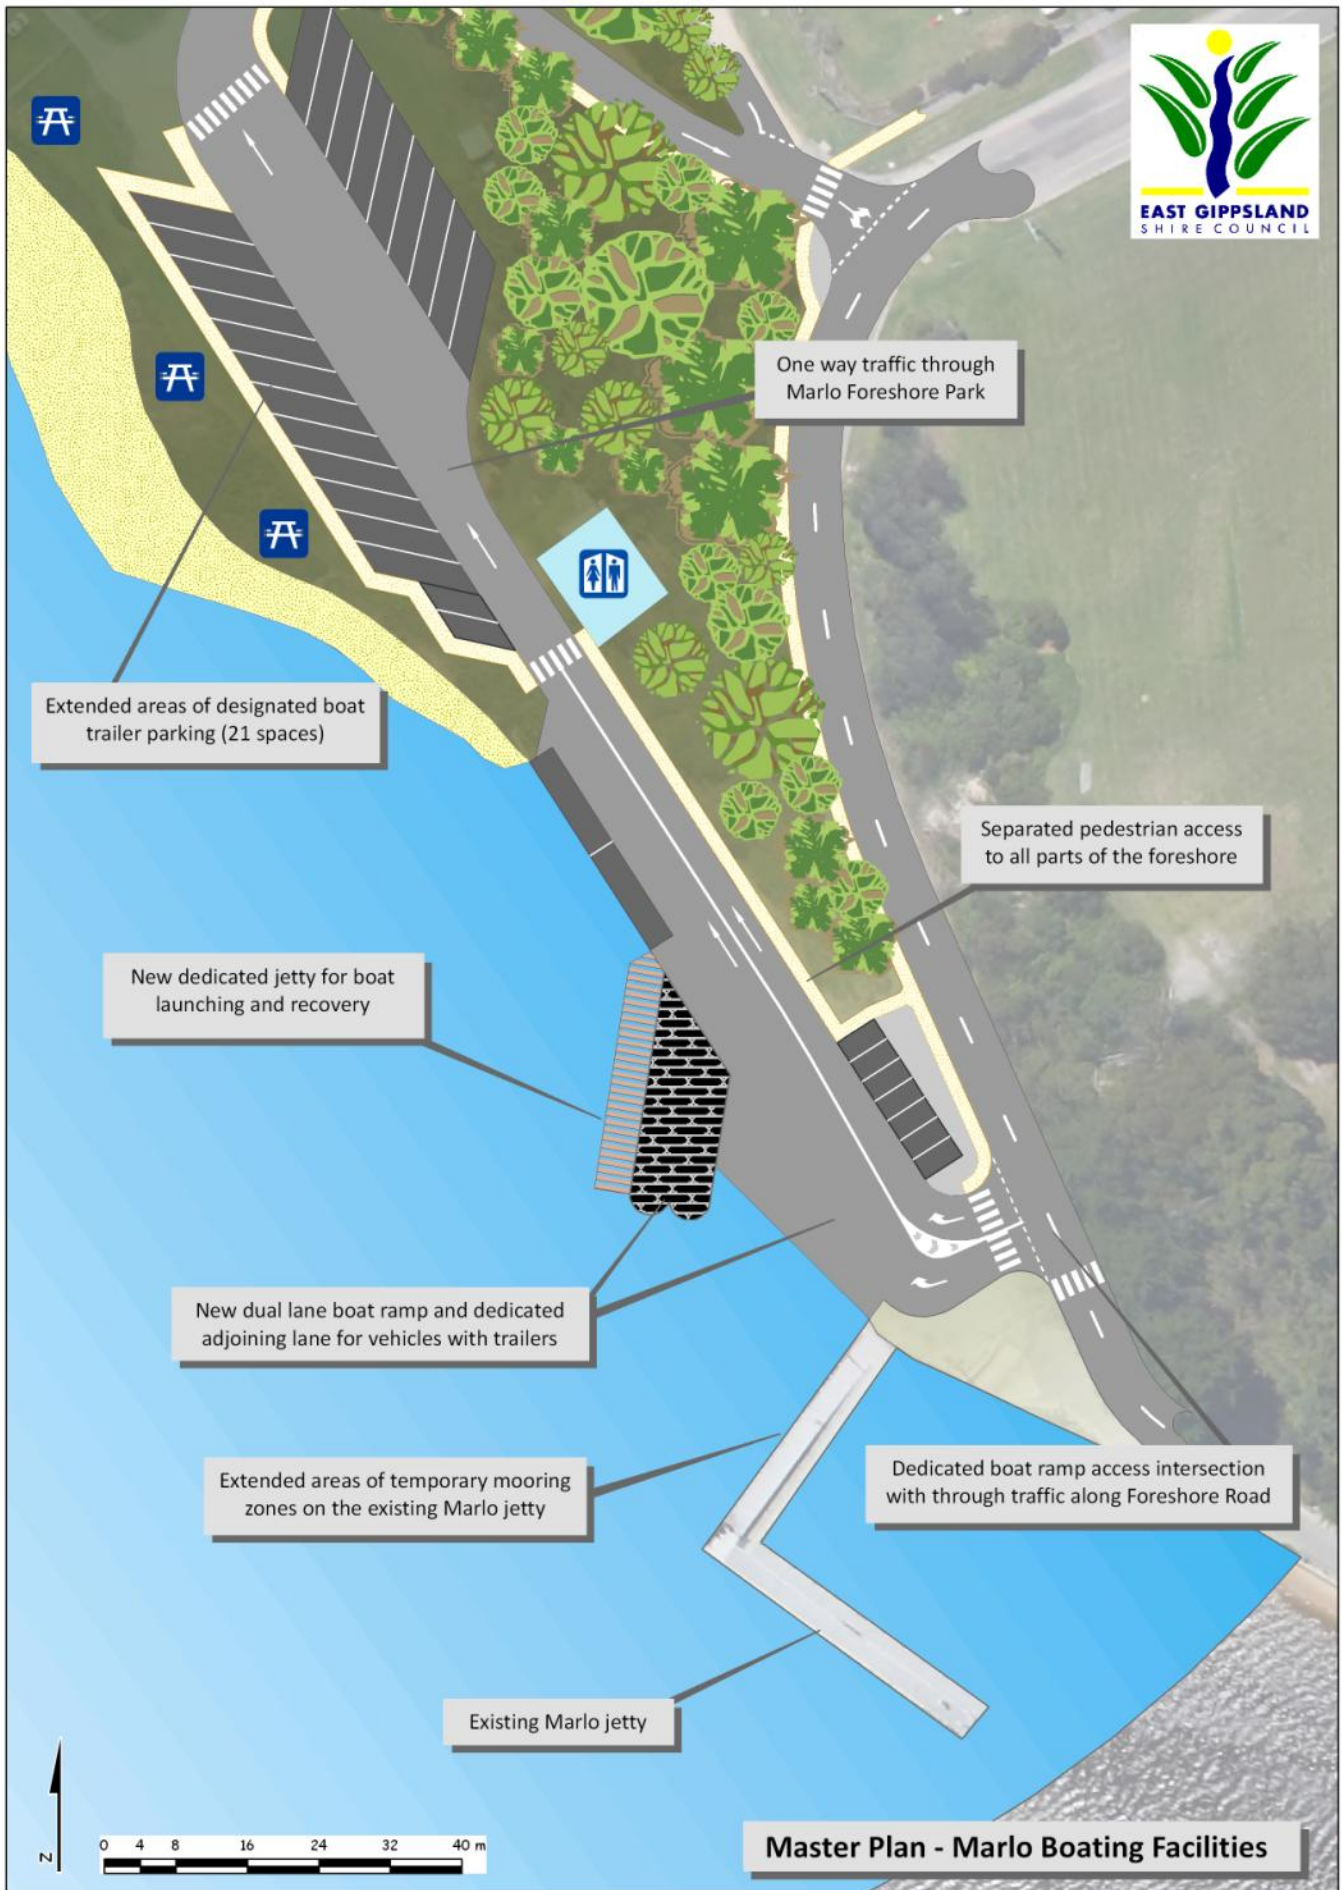 EAST GIPPSLAND
SHIRE COUNCIL
One way traffic through
Marlo Foreshore Park
Extended areas of designated boat
trailer parking (21 spaces)
Separated pedestrian access
to all parts of the foreshore
New dedicated jetty for boat
launching and recovery
New dual lane boat ramp and dedicated
adjoining lane for vehicles with trailers
Extended areas of temporary mooring
zones on the existing Marlo jetty
Dedicated boat ramp access intersection
with through traffic along Foreshore Road
Existing Marlo jetty
N
0 4 8 16 24 32 40 m
Master Plan - Marlo Boating Facilities